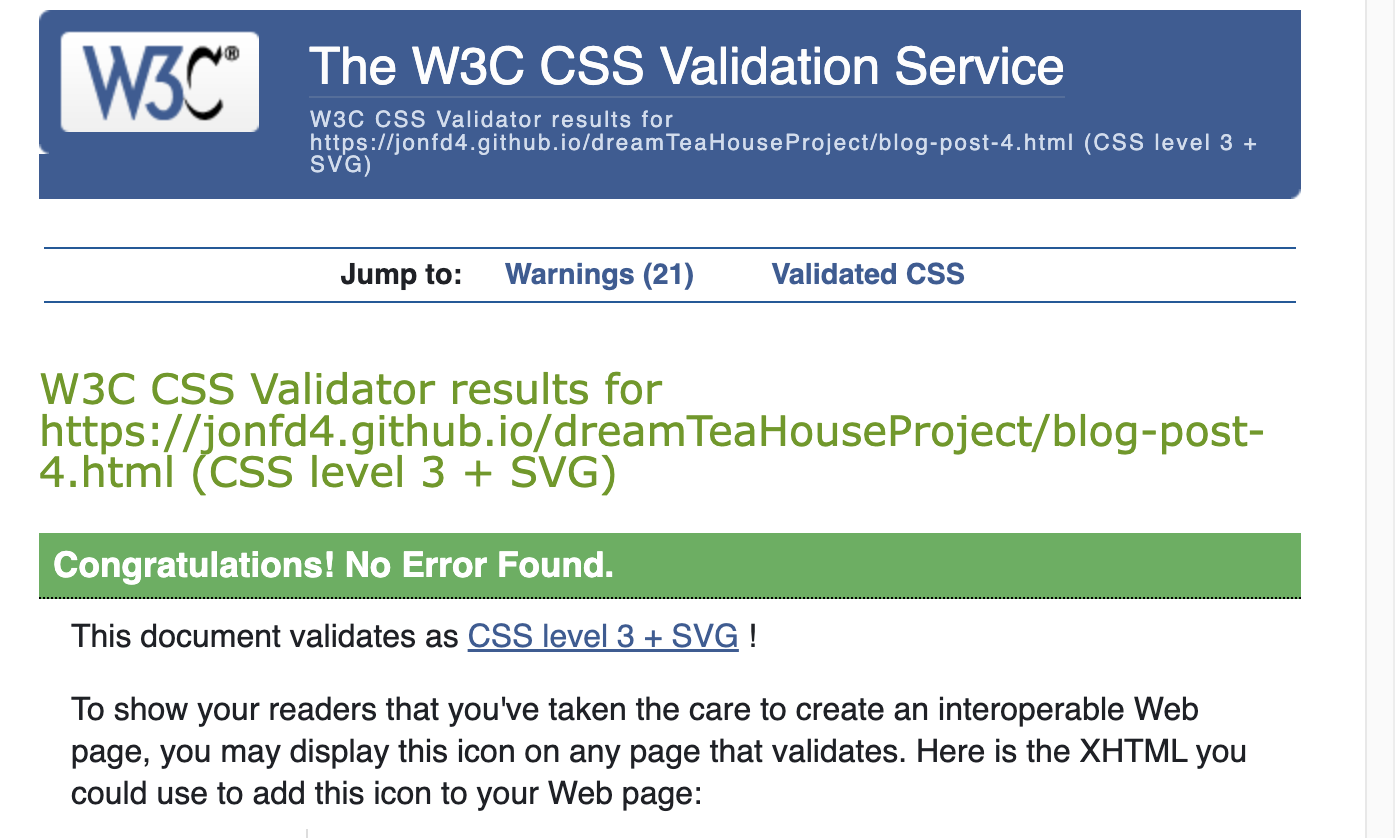 W3C®
The W3C CSS Validation Service
W3C CSS Validator results for
https://jonfd4.github.io/dreamTeaHouseProject/blog-post-4.html (CSS level 3 +
SVG)
Jump to: Warnings (21) Validated CSS
W3C CSS Validator results for
https://jonfd4.github.io/dreamTeaHouseProject/blog-post-
4.html (CSS level 3 + SVG)
Congratulations! No Error Found.
This document validates as CSS level 3 + SVG !
To show your readers that you've taken the care to create an interoperable Web
page, you may display this icon on any page that validates. Here is the XHTML you
could use to add this icon to your Web page: